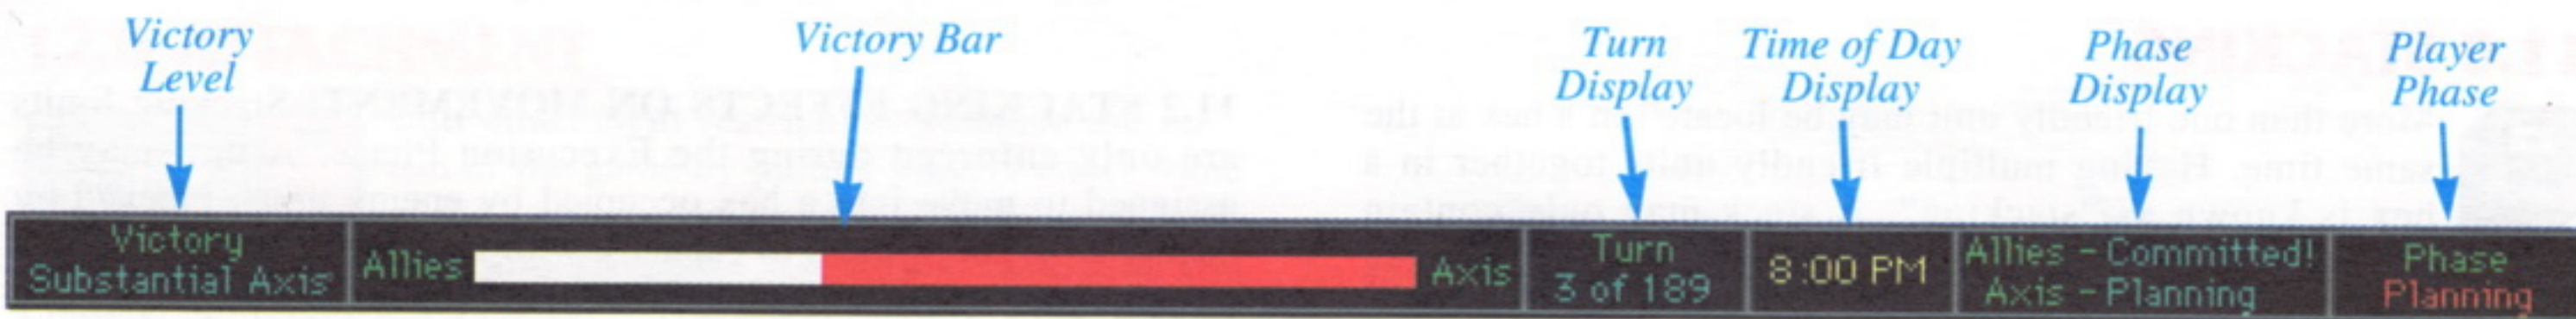 Victory
Level
Victory Bar
Turn
Display
Time of Day
Display
Phase
Display
Player
Phase
Victory
Substantial Axis
Allies
Axis
Turn
3 of 189
8:00 PM
Allies - Committed!
Axis - Planning
Phase
Planning